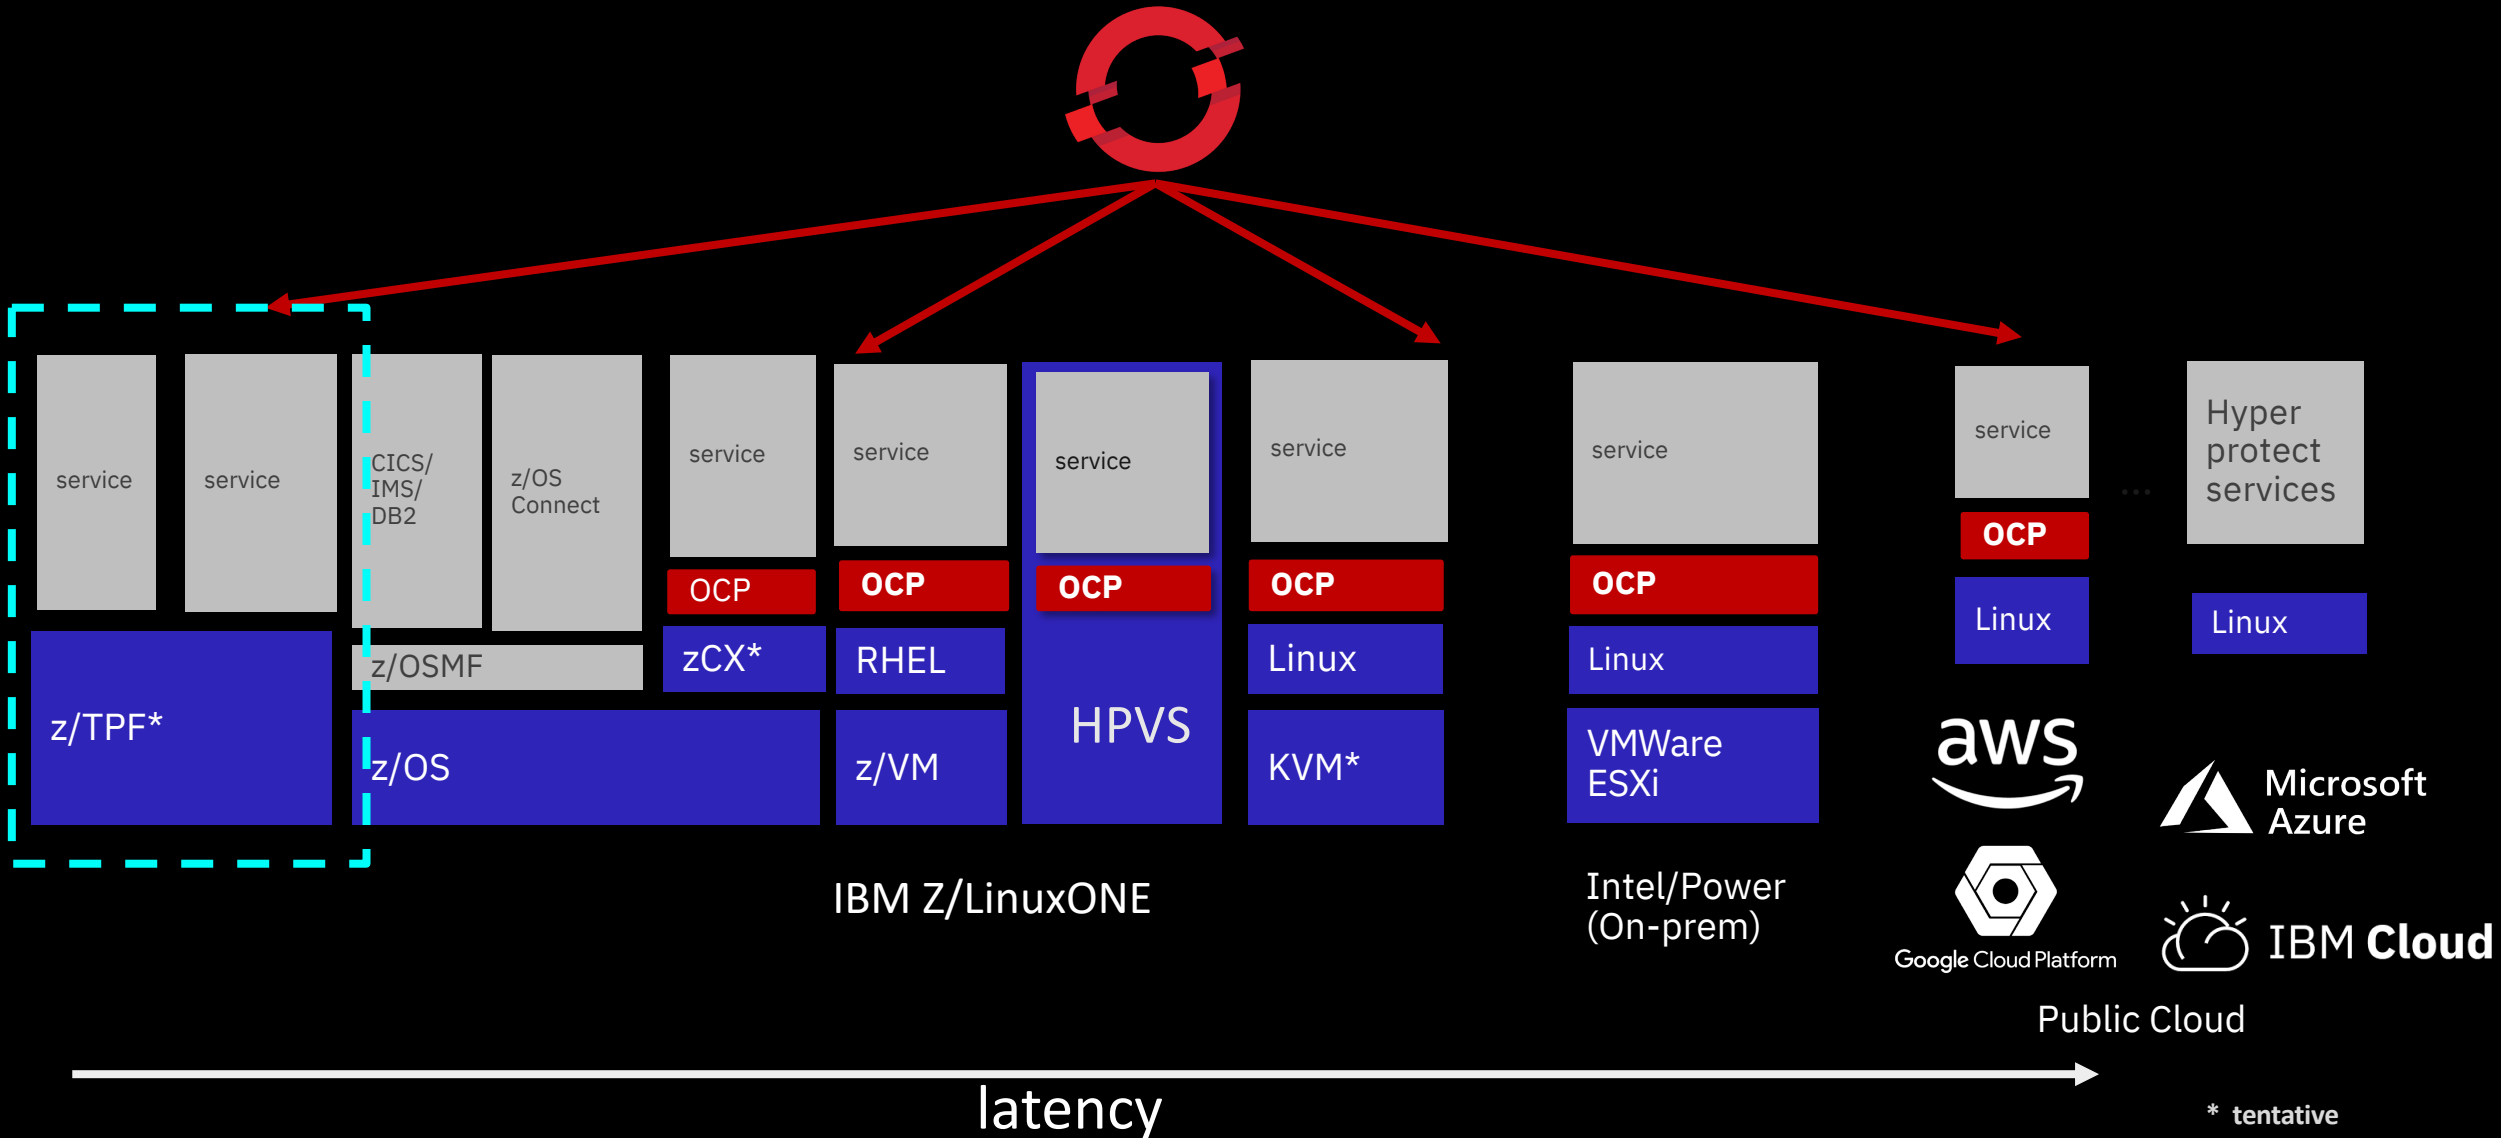 service
service
CICS/
IMS/
DB2
z/OS
Connect
service
service
service
service
service
service
...
Hyper
protect
services
OCP
OCP
OCP
OCP
OCP
OCP
z/TPF*
z/OSMF
zCX*
RHEL
HPVS
Linux
Linux
Linux
Linux
z/OS
z/VM
KVM*
VMWare
ESXi
aws
Microsoft
Azure
IBM Z/LinuxONE
Intel/Power
(On-prem)
Google Cloud Platform
IBM Cloud
Public Cloud
latency
* tentative